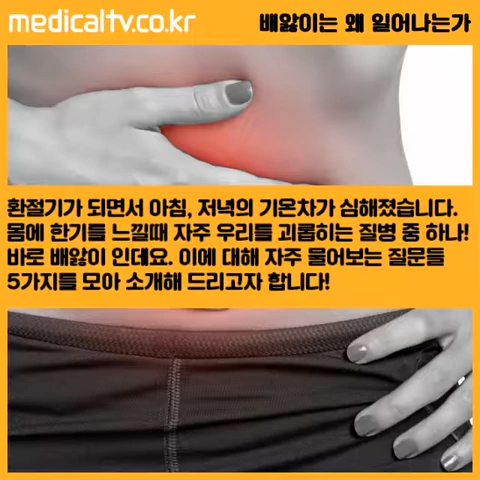 medicaltv.co.kr
배앓이는 왜 일어나는가
환절기가 되면서 아침, 저녁의 기온차가 심해졌습니다.
몸에 한기를 느낄때 자주 우리를 괴롭히는 질병 중 하나!
바로 배앓이 인데요. 이에 대해 자주 물어보는 질문들
5가지를 모아 소개해 드리고자 합니다!